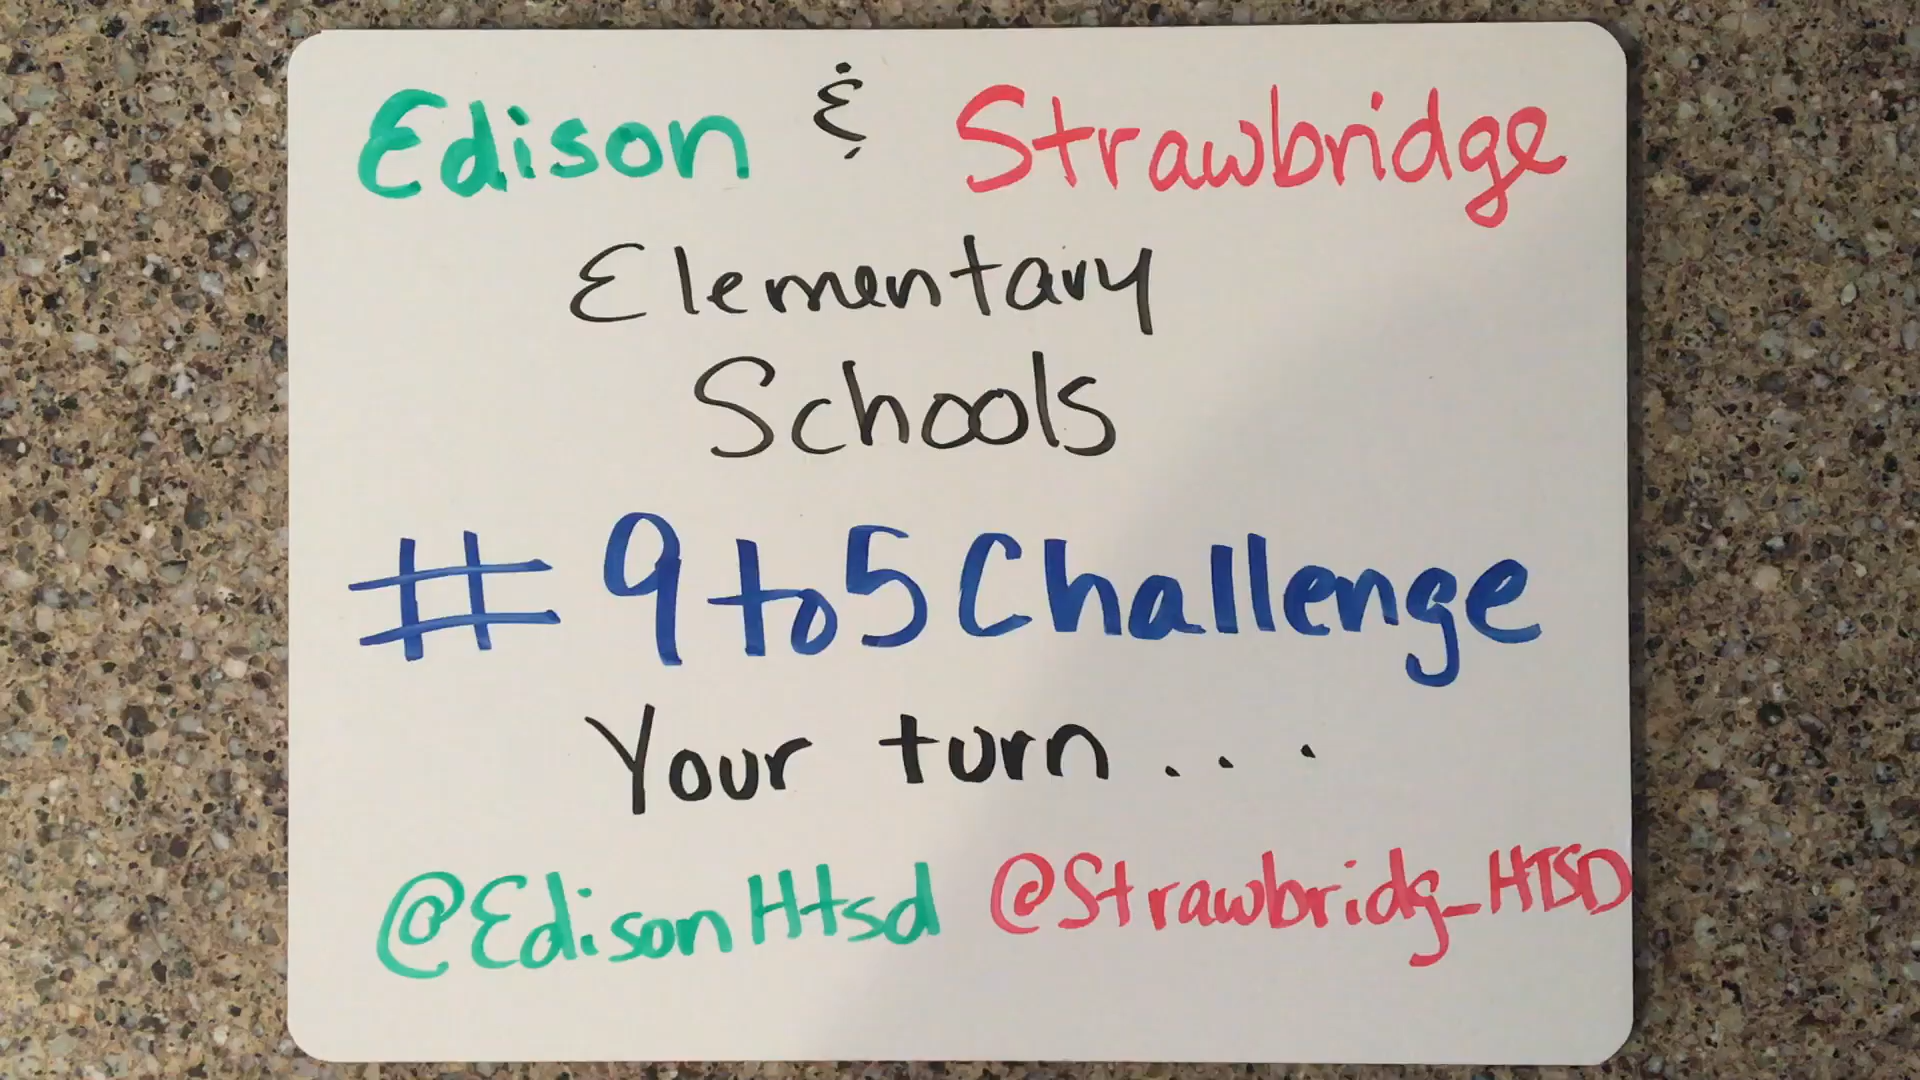 Edison & Strawbridge
Elementary
Schools
#9to5Challenge
Your turn...
@EdisonHtsd @Strawbridg_HTSD